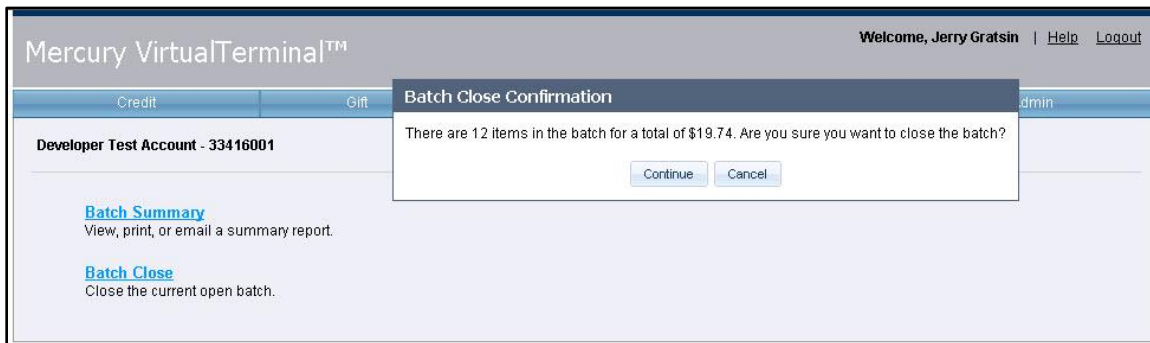 Mercury VirtualTerminal™
Welcome, Jerry Gratsin | Help Logout
Credit Gift dmin
Batch Close Confirmation
There are 12 items in the batch for a total of $19.74. Are you sure you want to close the batch?
Continue Cancel
Developer Test Account - 33416001
Batch Summary
View, print, or email a summary report.
Batch Close
Close the current open batch.